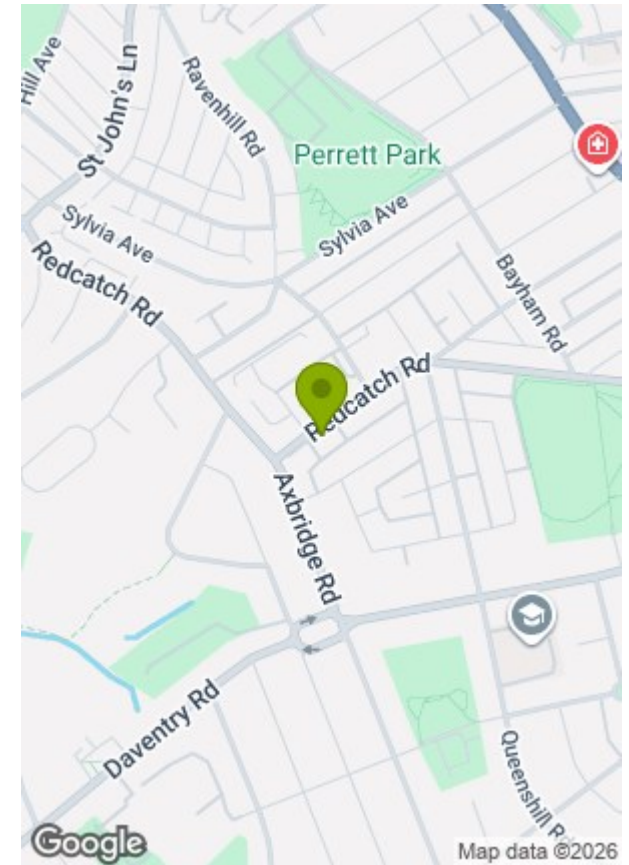 Hill Ave
St John's Ln
Ravenhill Rd
Perrett Park
Sylvia Ave
Sylvia Ave
Redcatch Rd
Bayham Rd
Redcatch Rd
Axbridge Rd
Daventry Rd
Queenshill Rd
Google
Map data ©2026